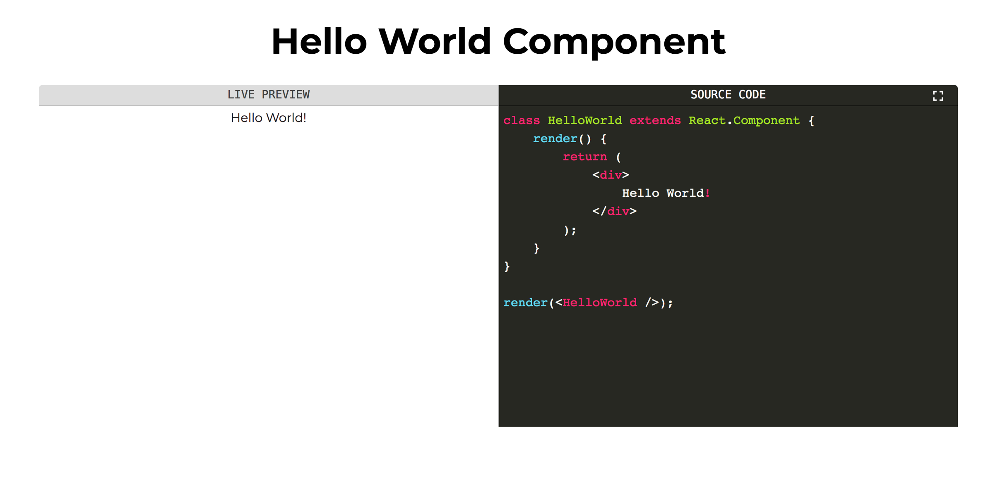 Hello World Component
LIVE PREVIEW
Hello World!
SOURCE CODE
class HelloWorld extends React.Component {
    render() {
        return (
            <div>
                Hello World!
            </div>
        );
    }
}

render(<HelloWorld />);